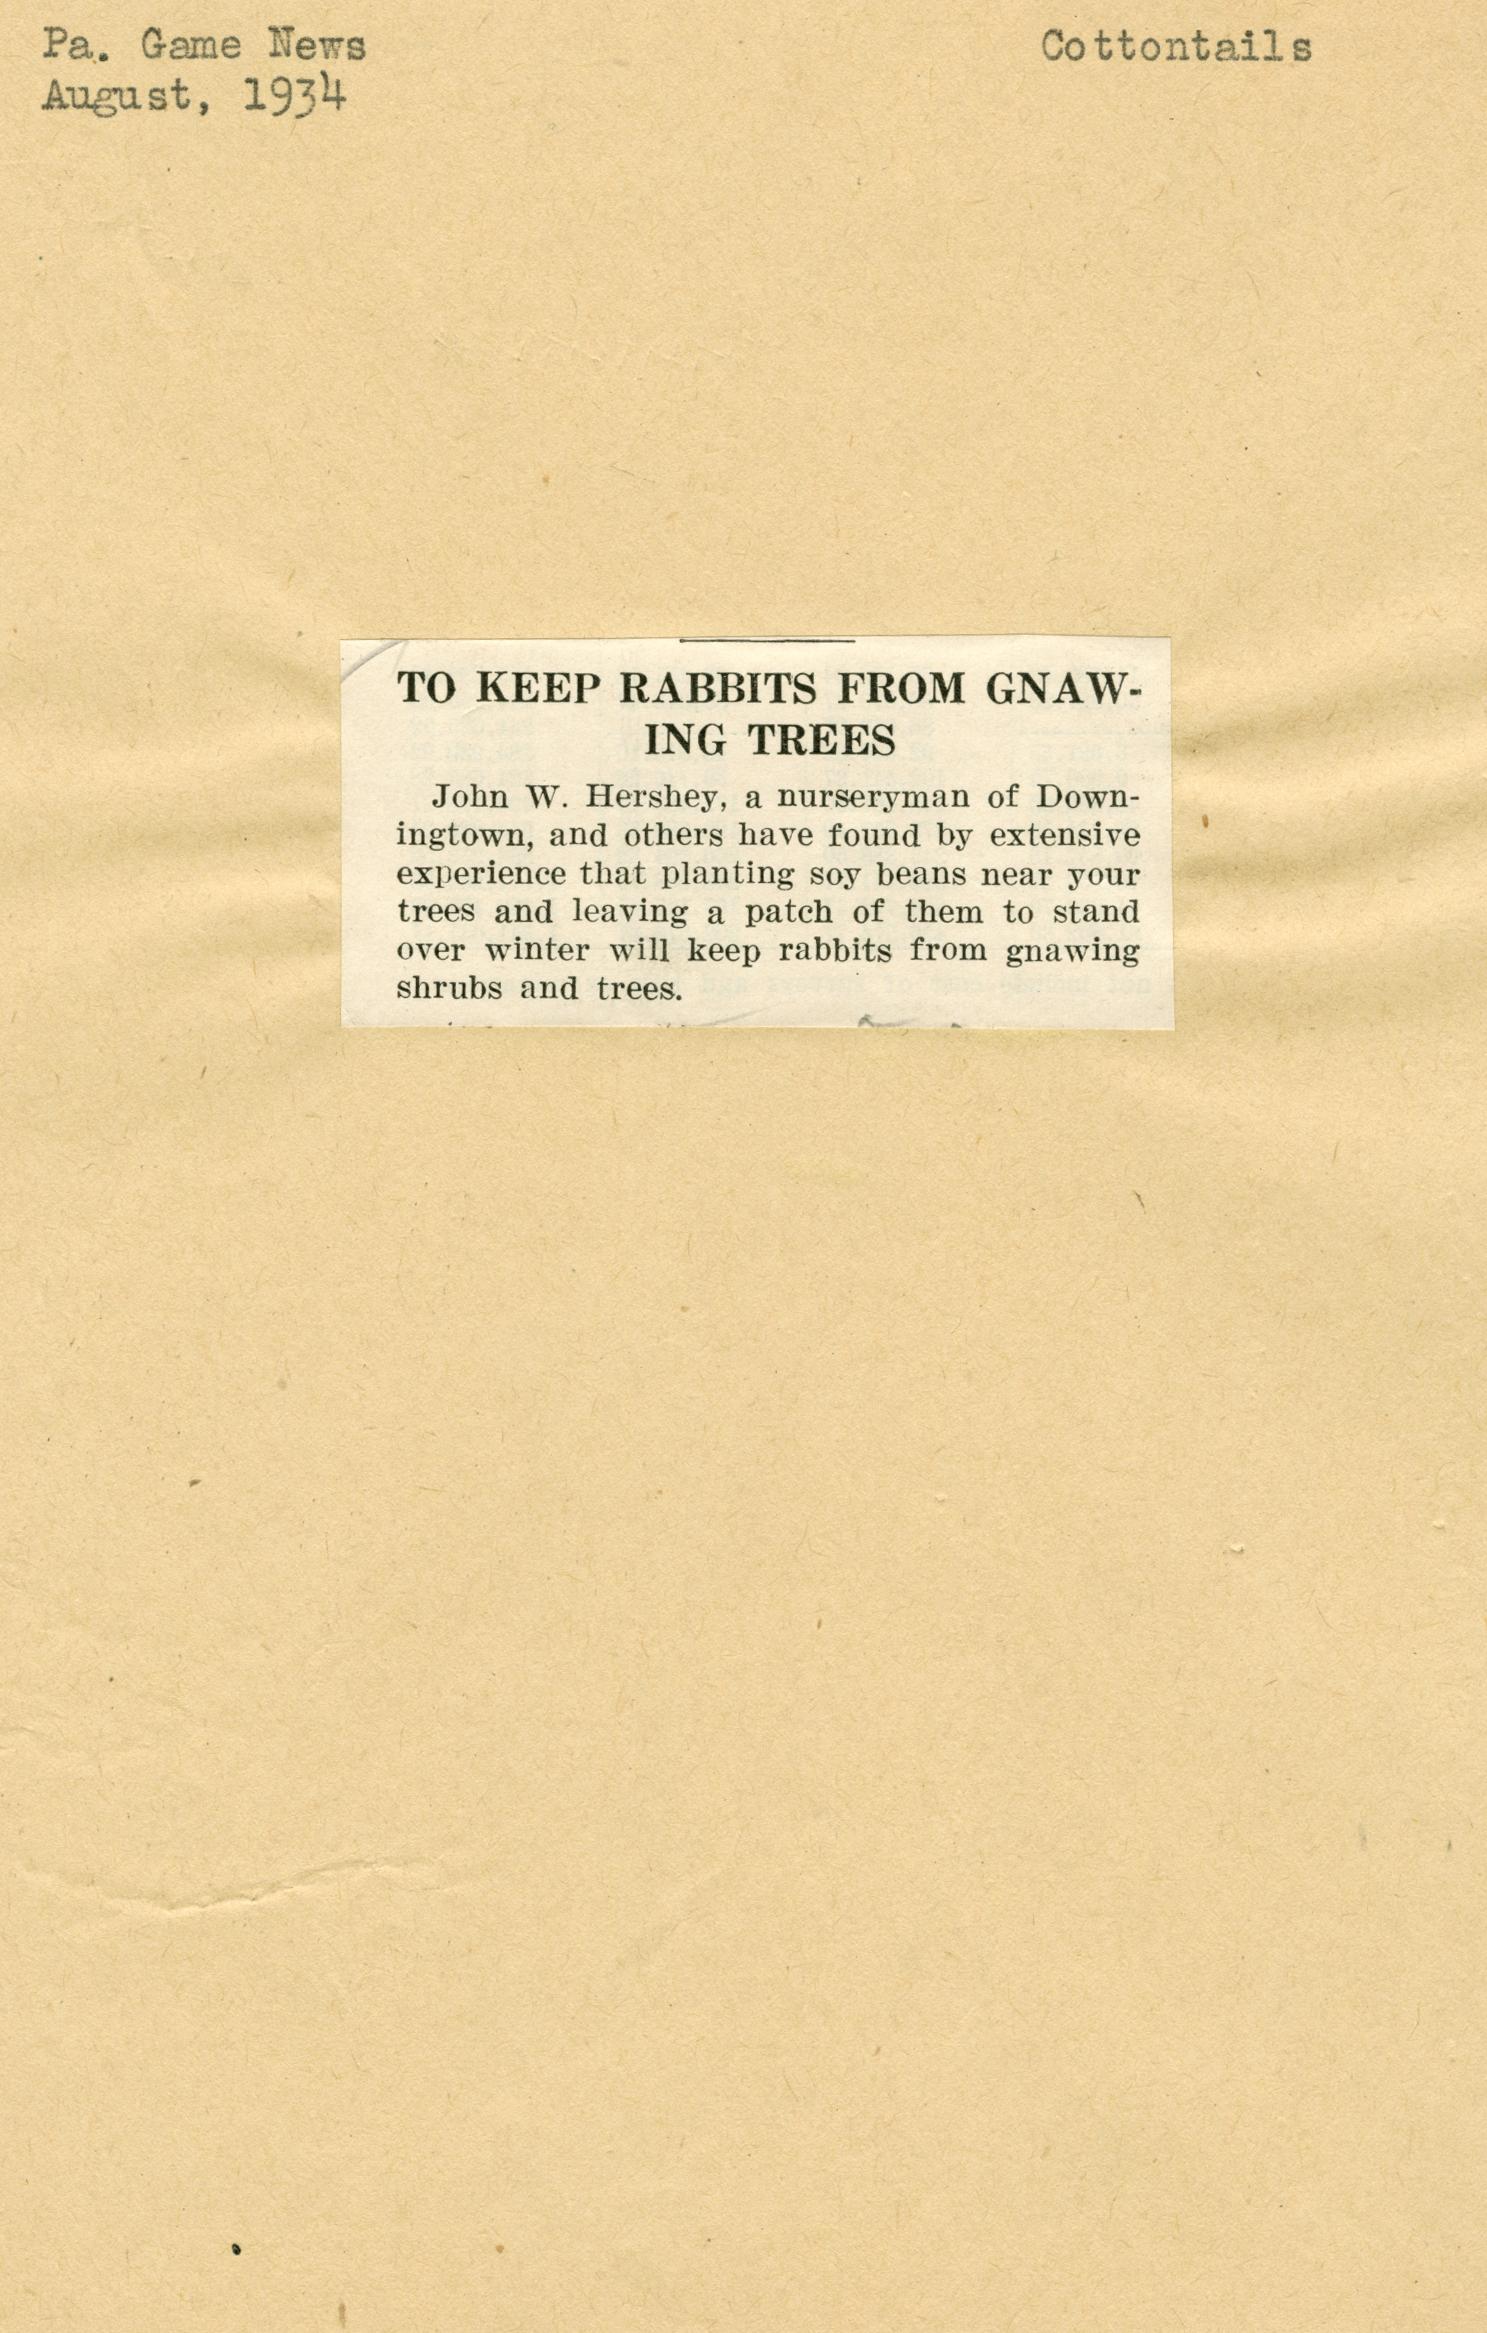 Pa. Game News
Cottontails
August, 1934
TO KEEP RABBITS FROM GNAW-
ING TREES
John W. Hershey, a nurseryman of Down-
ingtown, and others have found by extensive
experience that planting soy beans near your
trees and leaving a patch of them to stand
over winter will keep rabbits from gnawing
shrubs and trees.